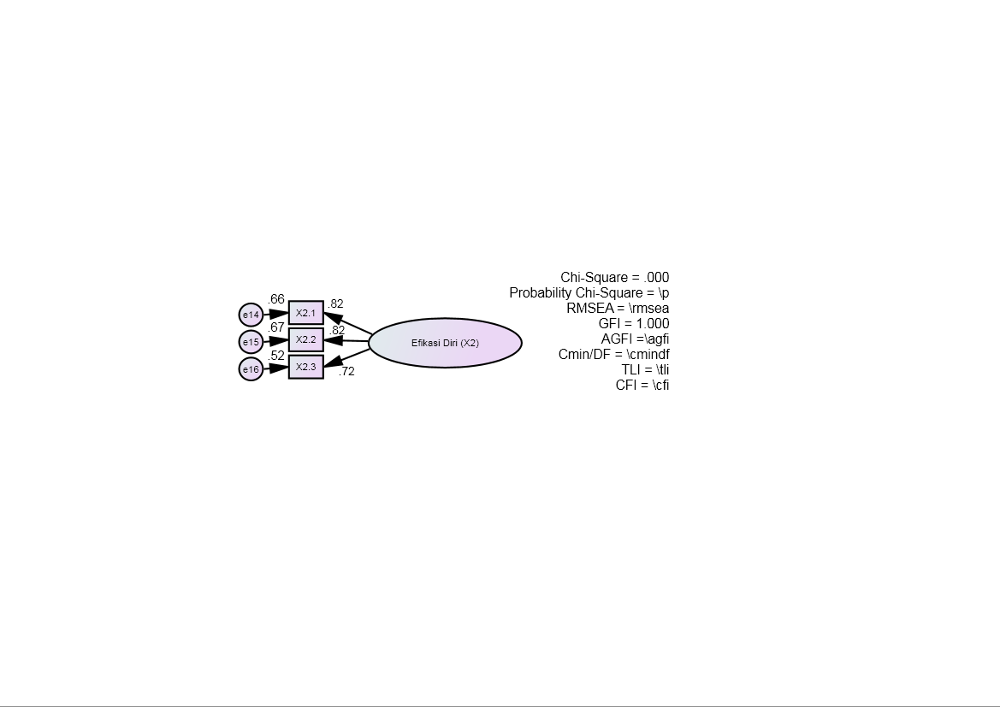 Chi-Square = .000
Probability Chi-Square = \p
RMSEA = \rmsea
GFI = 1.000
AGFI =\agfi
Cmin/DF = \cmindf
TLI = \tli
CFI = \cfi
.66
e14
X2.1
.82
.67
e15
X2.2
.82
Efikasi Diri (X2)
.52
e16
X2.3
.72